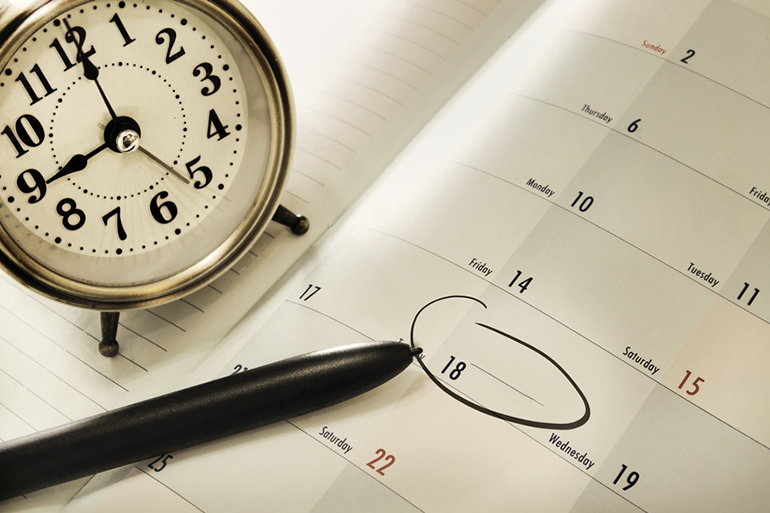 12
1
2
3
4
5
6
7
8
9
10
11
Sunday 2
Thursday 6
Monday 10
Tuesday 11
Friday 14
Saturday 15
17
18
Wednesday 19
Saturday 22
25